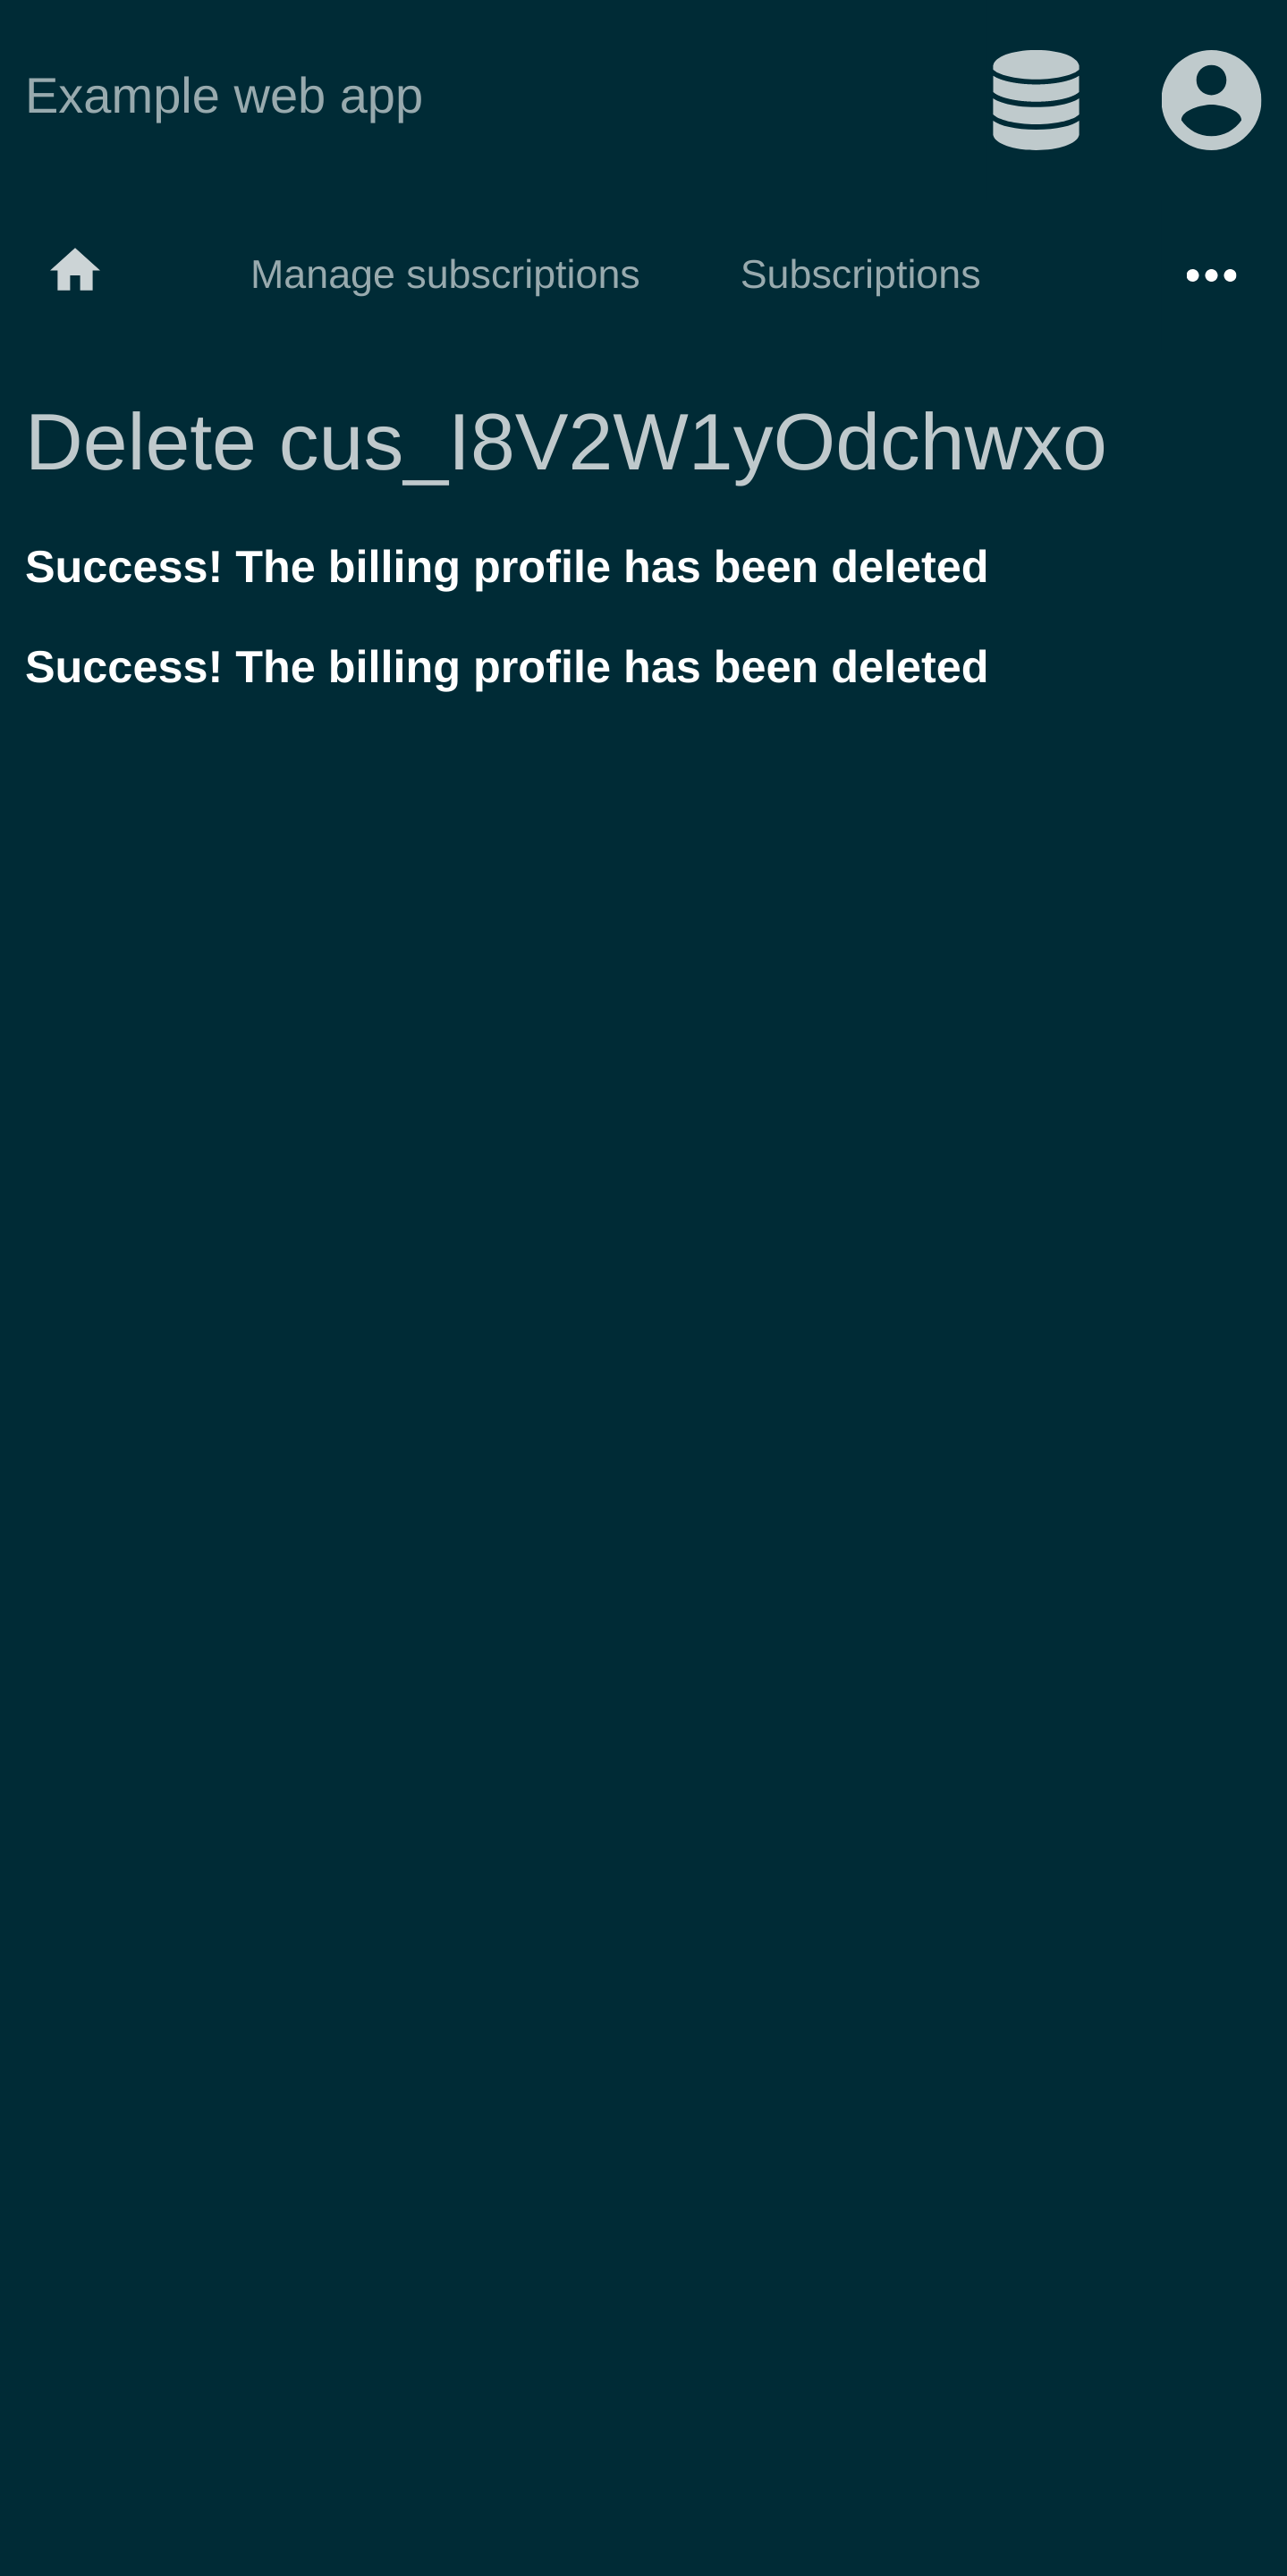 Example web app
Manage subscriptions Subscriptions
Delete cus_I8V2W1yOdchwxo
Success! The billing profile has been deleted
Success! The billing profile has been deleted